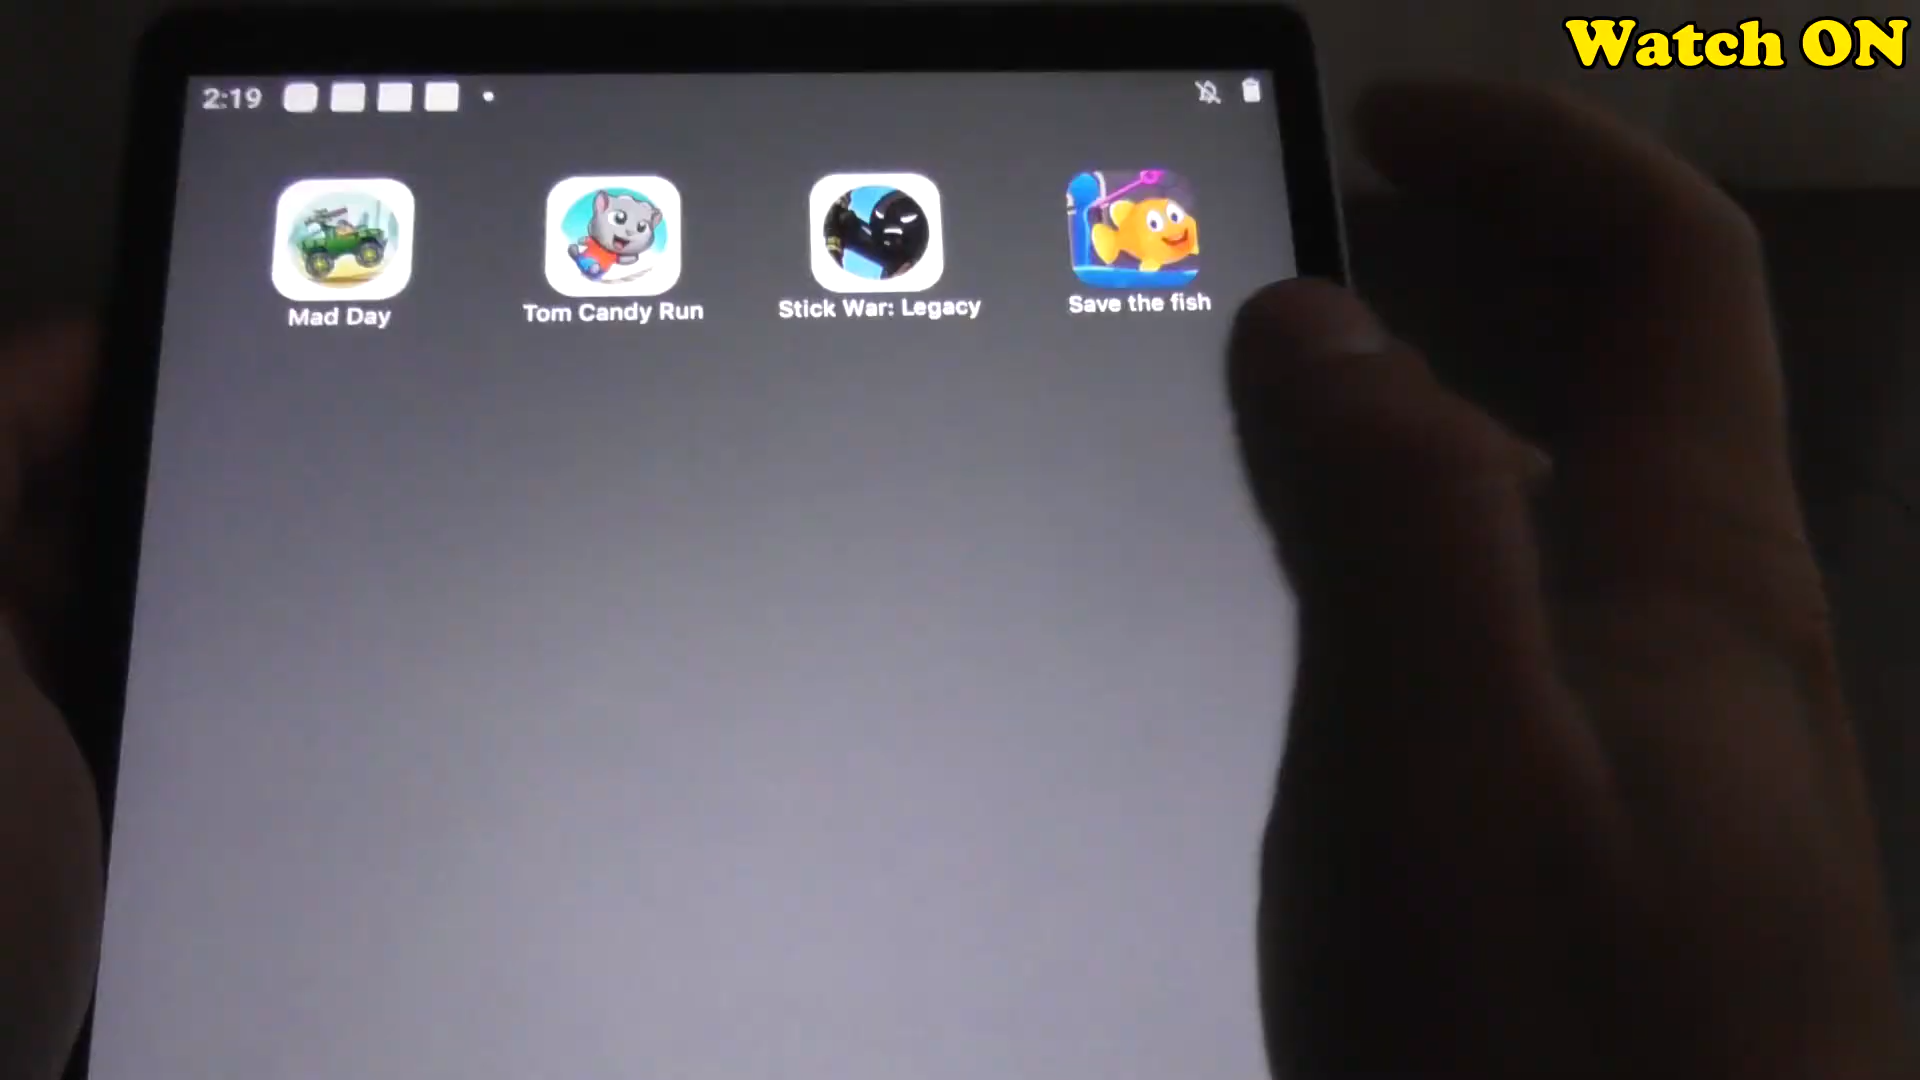 Watch ON
2:19
Mad Day
Tom Candy Run
Stick War: Legacy
Save the fish